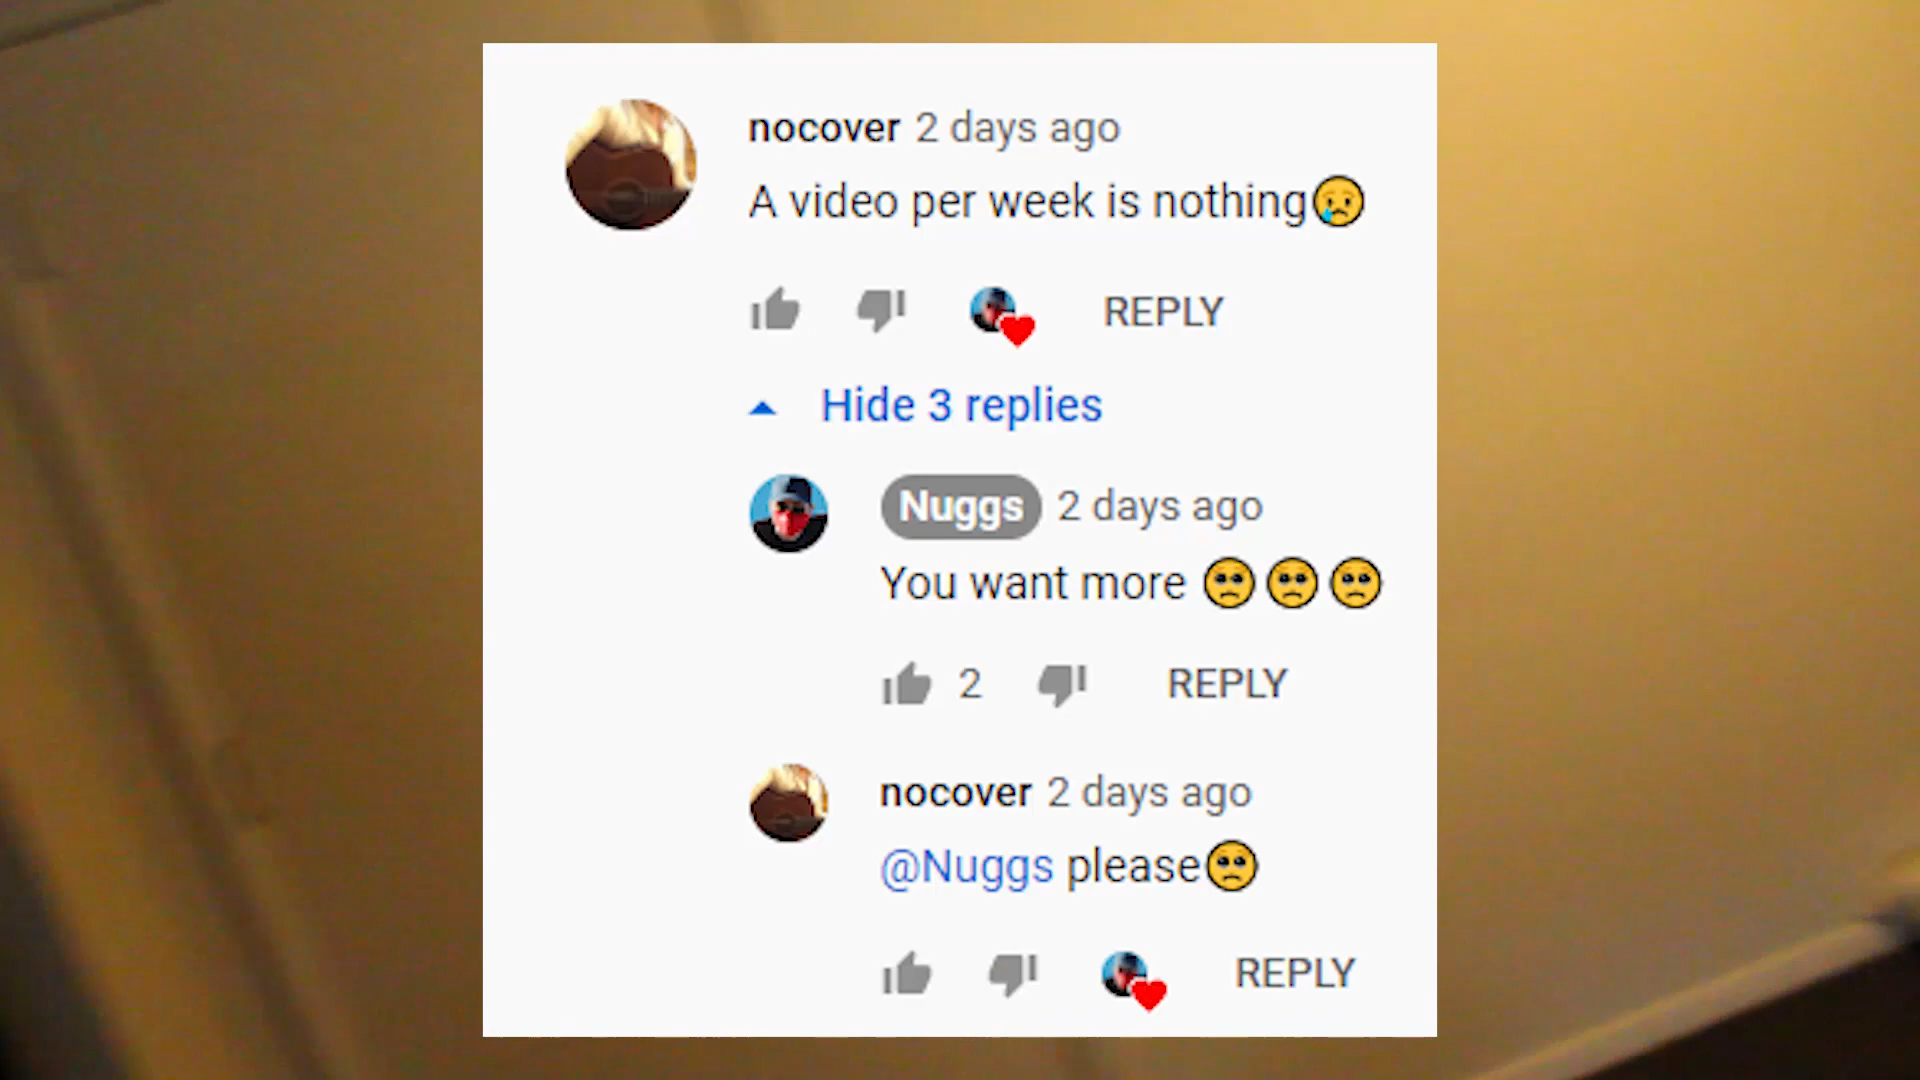 nocover 2 days ago
A video per week is nothing😢
REPLY
Hide 3 replies
Nuggs 2 days ago
You want more 🥺🥺🥺
2 REPLY
nocover 2 days ago
@Nuggs please🥺
REPLY